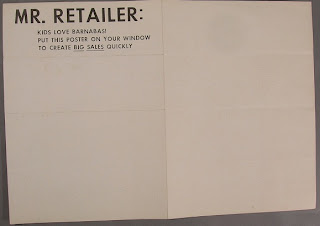 MR. RETAILER:
KIDS LOVE BARNABAS!
PUT THIS POSTER ON YOUR WINDOW
TO CREATE BIG SALES QUICKLY